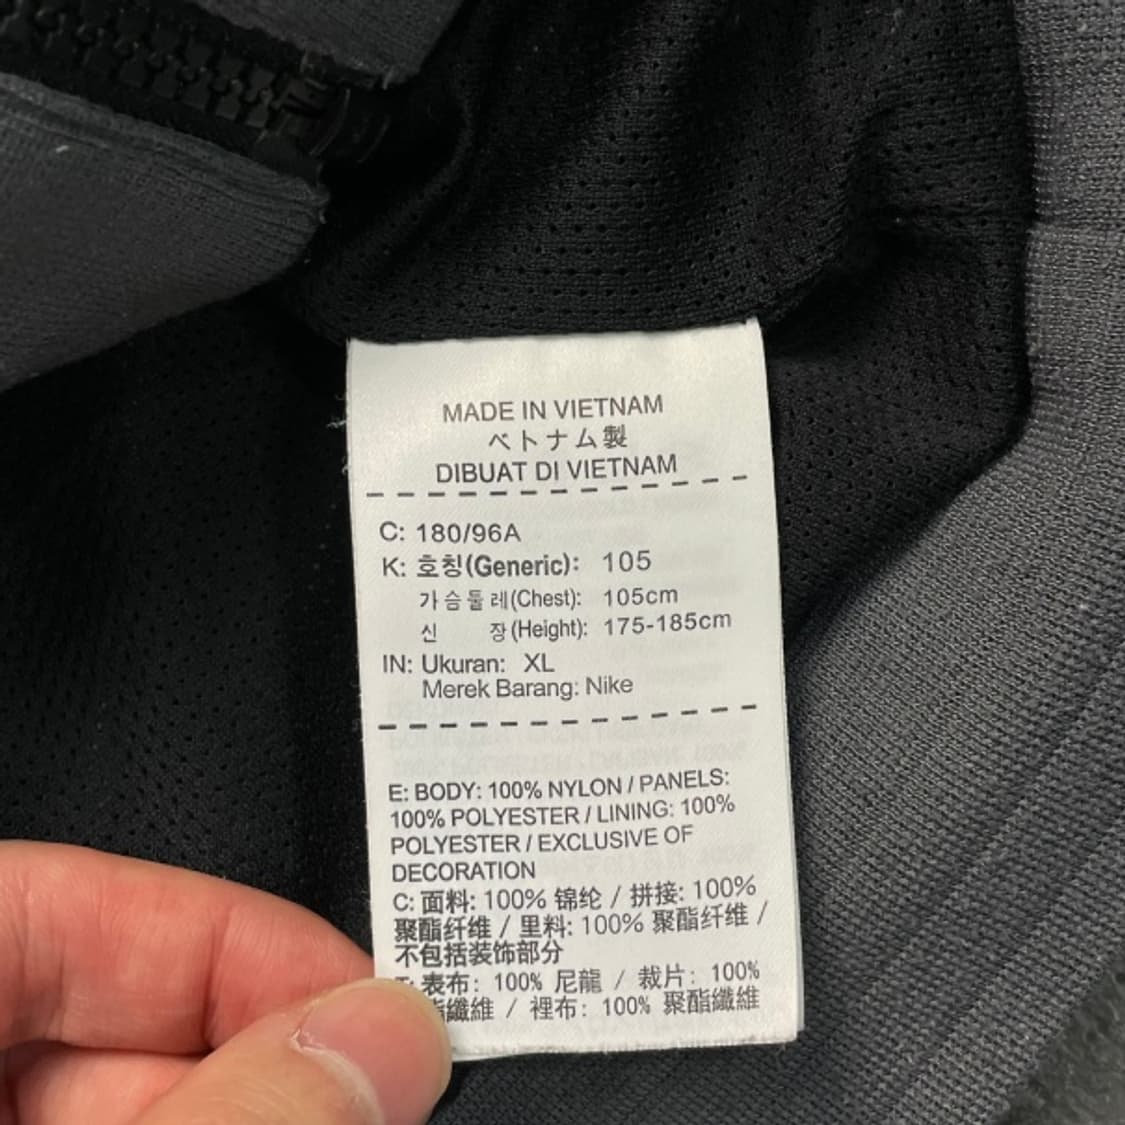 MADE IN VIETNAM
ベトナム製
DIBUAT DI VIETNAM
C: 180/96A
K: 호칭(Generic): 105
가슴둘레(Chest): 105cm
신 장(Height): 175-185cm
IN: Ukuran: XL
Merek Barang: Nike
E: BODY: 100% NYLON / PANELS:
100% POLYESTER / LINING: 100%
POLYESTER / EXCLUSIVE OF
DECORATION
C: 面料: 100% 锦纶 / 拼接: 100%
聚酯纤维 / 里料: 100% 聚酯纤维 /
不包括装饰部分
表布: 100% 尼龍 / 裁片: 100%
纖維 / 裡布: 100% 聚酯纖維